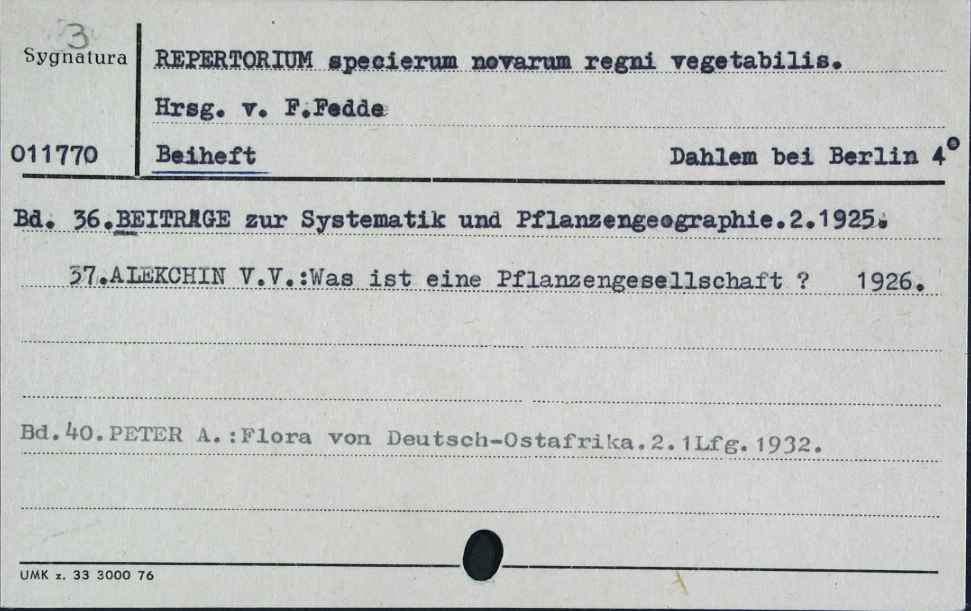 3
Sygnatura
REPERTORIUM specierum novarum regni vegetabilis.
Hrsg. v. F.Fedde
011770
Beiheft Dahlem bei Berlin 4°
Bd. 36.BEITRÄGE zur Systematik und Pflanzengeographie.2.1925.
37.ALEKCHIN V.V.:Was ist eine Pflanzengesellschaft ? 1926.
Bd.40.PETER A.:Flora von Deutsch-Ostafrika.2.1Lfg.1932.
UMK z. 33 3000 76